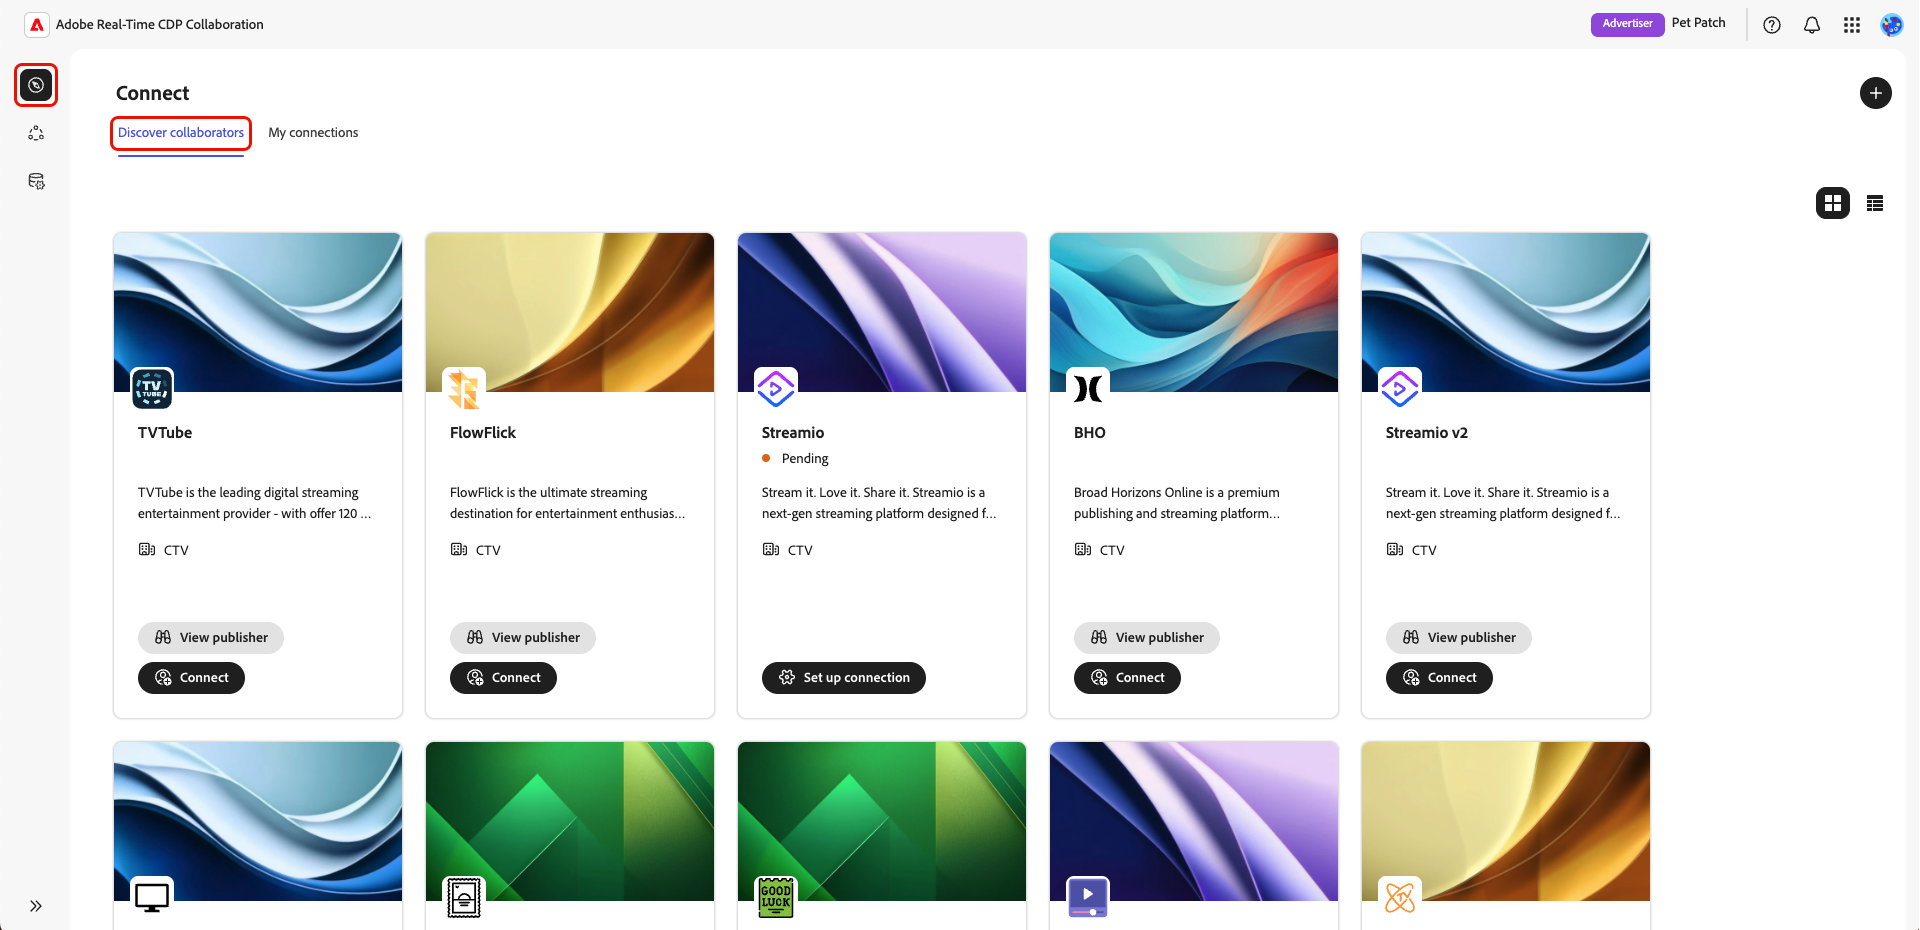 Adobe Real-Time CDP Collaboration
Advertiser
Pet Patch
Connect
Discover collaborators
My connections
TV
TUBE
TVTube
TVTube is the leading digital streaming
entertainment provider - with offer 120 ...
CTV
View publisher
Connect
FlowFlick
FlowFlick is the ultimate streaming
destination for entertainment enthusias...
CTV
View publisher
Connect
Streamio
Pending
Stream it. Love it. Share it. Streamio is a
next-gen streaming platform designed f...
CTV
Set up connection
BHO
Broad Horizons Online is a premium
publishing and streaming platform...
CTV
View publisher
Connect
Streamio v2
Stream it. Love it. Share it. Streamio is a
next-gen streaming platform designed f...
CTV
View publisher
Connect
GOOD
LUCK
TV